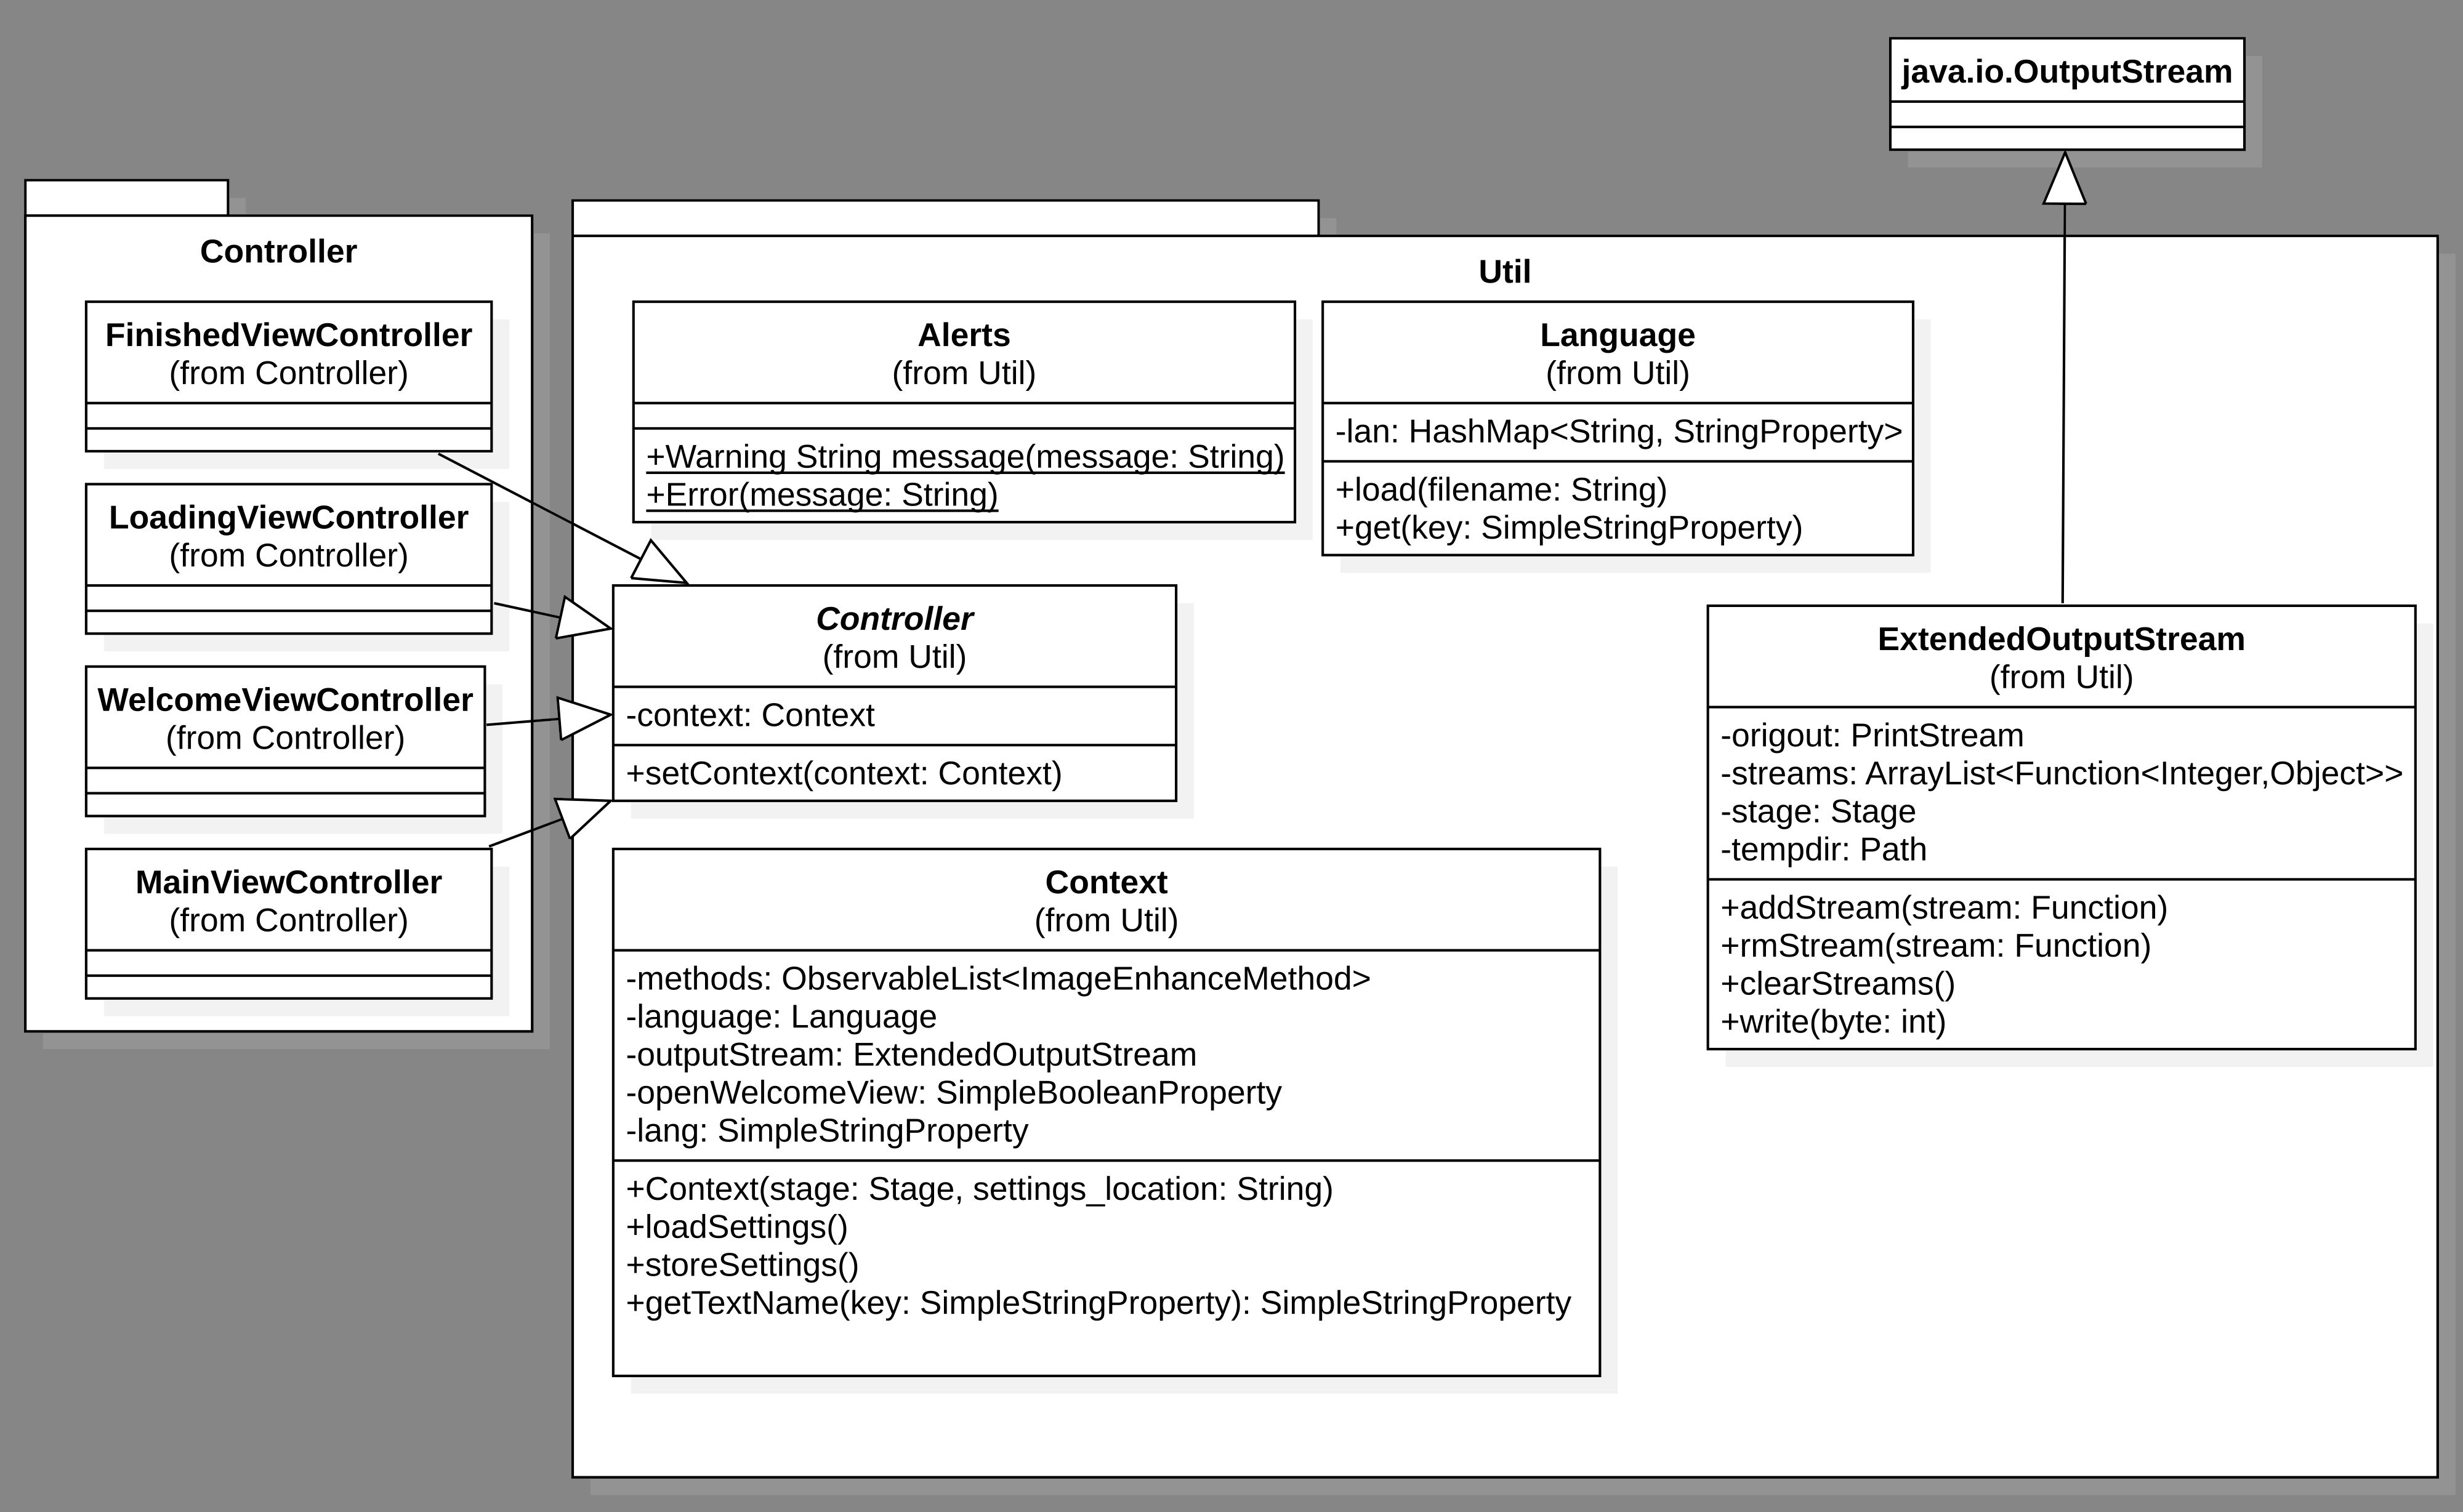 java.io.OutputStream
Controller
FinishedViewController
(from Controller)
LoadingViewController
(from Controller)
WelcomeViewController
(from Controller)
MainViewController
(from Controller)
Util
Alerts
(from Util)
+Warning String message(message: String)
+Error(message: String)
Language
(from Util)
-lan: HashMap<String, StringProperty>
+load(filename: String)
+get(key: SimpleStringProperty)
Controller
(from Util)
-context: Context
+setContext(context: Context)
ExtendedOutputStream
(from Util)
-origout: PrintStream
-streams: ArrayList<Function<Integer,Object>>
-stage: Stage
-tempdir: Path
+addStream(stream: Function)
+rmStream(stream: Function)
+clearStreams()
+write(byte: int)
Context
(from Util)
-methods: ObservableList<ImageEnhanceMethod>
-language: Language
-outputStream: ExtendedOutputStream
-openWelcomeView: SimpleBooleanProperty
-lang: SimpleStringProperty
+Context(stage: Stage, settings_location: String)
+loadSettings()
+storeSettings()
+getTextName(key: SimpleStringProperty): SimpleStringProperty